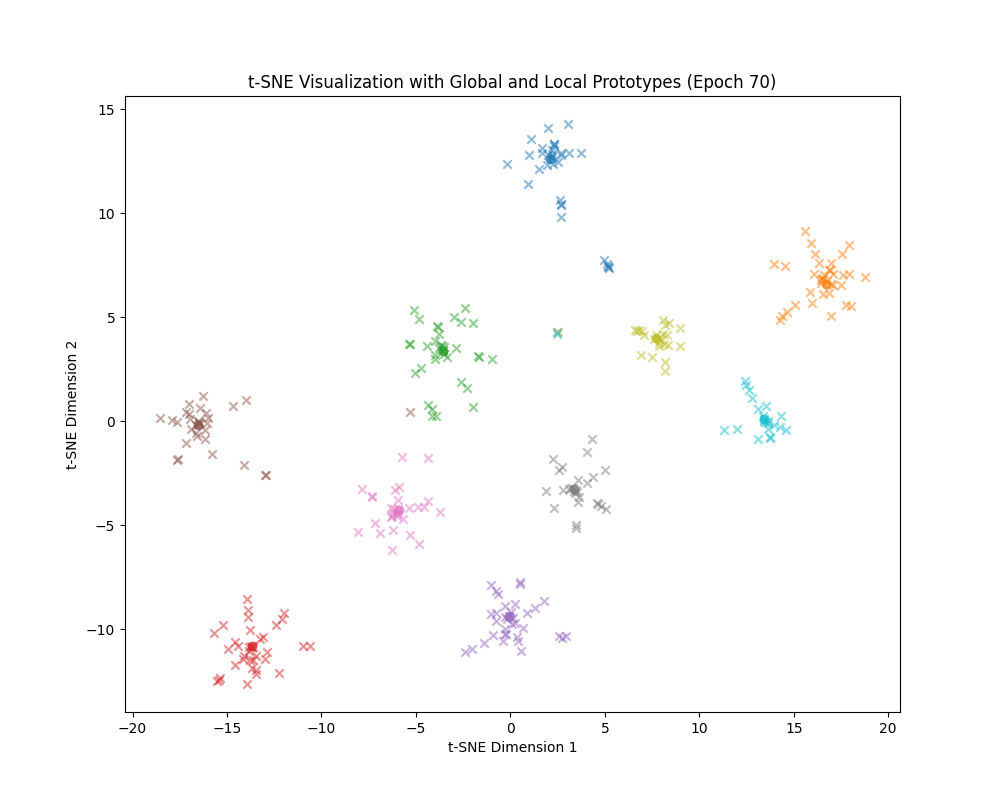 t-SNE Visualization with Global and Local Prototypes (Epoch 70)
15
10
5
0
−5
−10
t-SNE Dimension 2
−20 −15 −10 −5 0 5 10 15 20
t-SNE Dimension 1